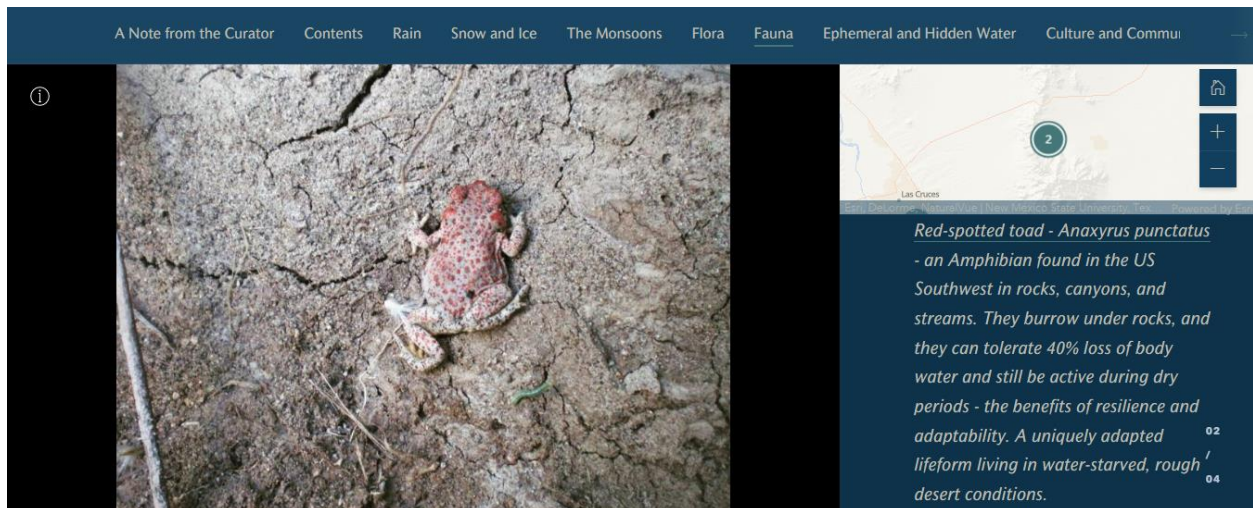 A Note from the Curator Contents Rain Snow and Ice The Monsoons Flora Fauna Ephemeral and Hidden Water Culture and Commu
2
Las Cruces
Esri, DeLorme, NaturalVue | New Mexico State University, Tex Powered by Esri
Red-spotted toad - Anaxyrus punctatus
- an Amphibian found in the US
Southwest in rocks, canyons, and
streams. They burrow under rocks, and
they can tolerate 40% loss of body
water and still be active during dry
periods - the benefits of resilience and
adaptability. A uniquely adapted
lifeform living in water-starved, rough
desert conditions.
02
/
04